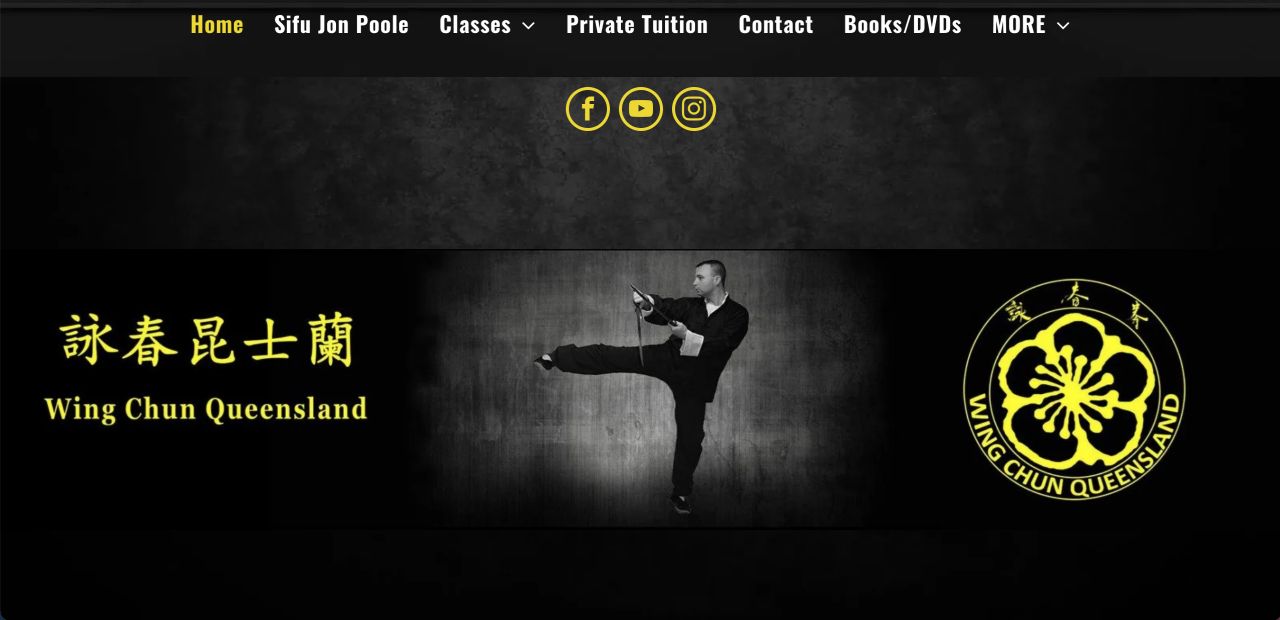 Home Sifu Jon Poole Classes Private Tuition Contact Books/DVDs MORE
詠春昆士蘭
Wing Chun Queensland
詠春拳
WING CHUN QUEENSLAND